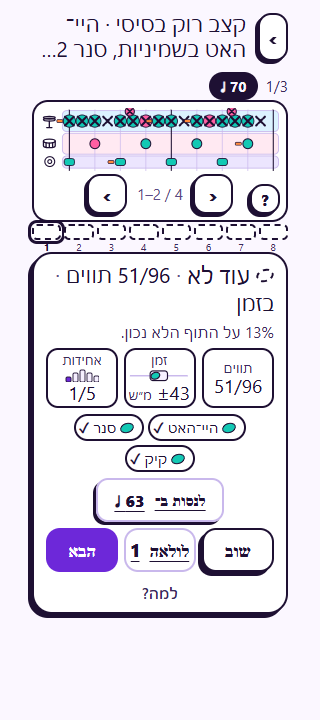 קצב רוק בסיסי · היי־
האט בשמיניות, סנר 2...
1/3
♩ 70
1–2 / 4
?
1 2 3 4 5 6 7 8
עוד לא · 51/96 תווים ·
בזמן
13% על התוף הלא נכון.
תווים
51/96
זמן
±43 מ״ש
אחידות
1/5
היי־האט ✓
סנר ✓
קיק ✓
לנסות ב־ 63 ♩
שוב
לולאה 1
הבא
למה?